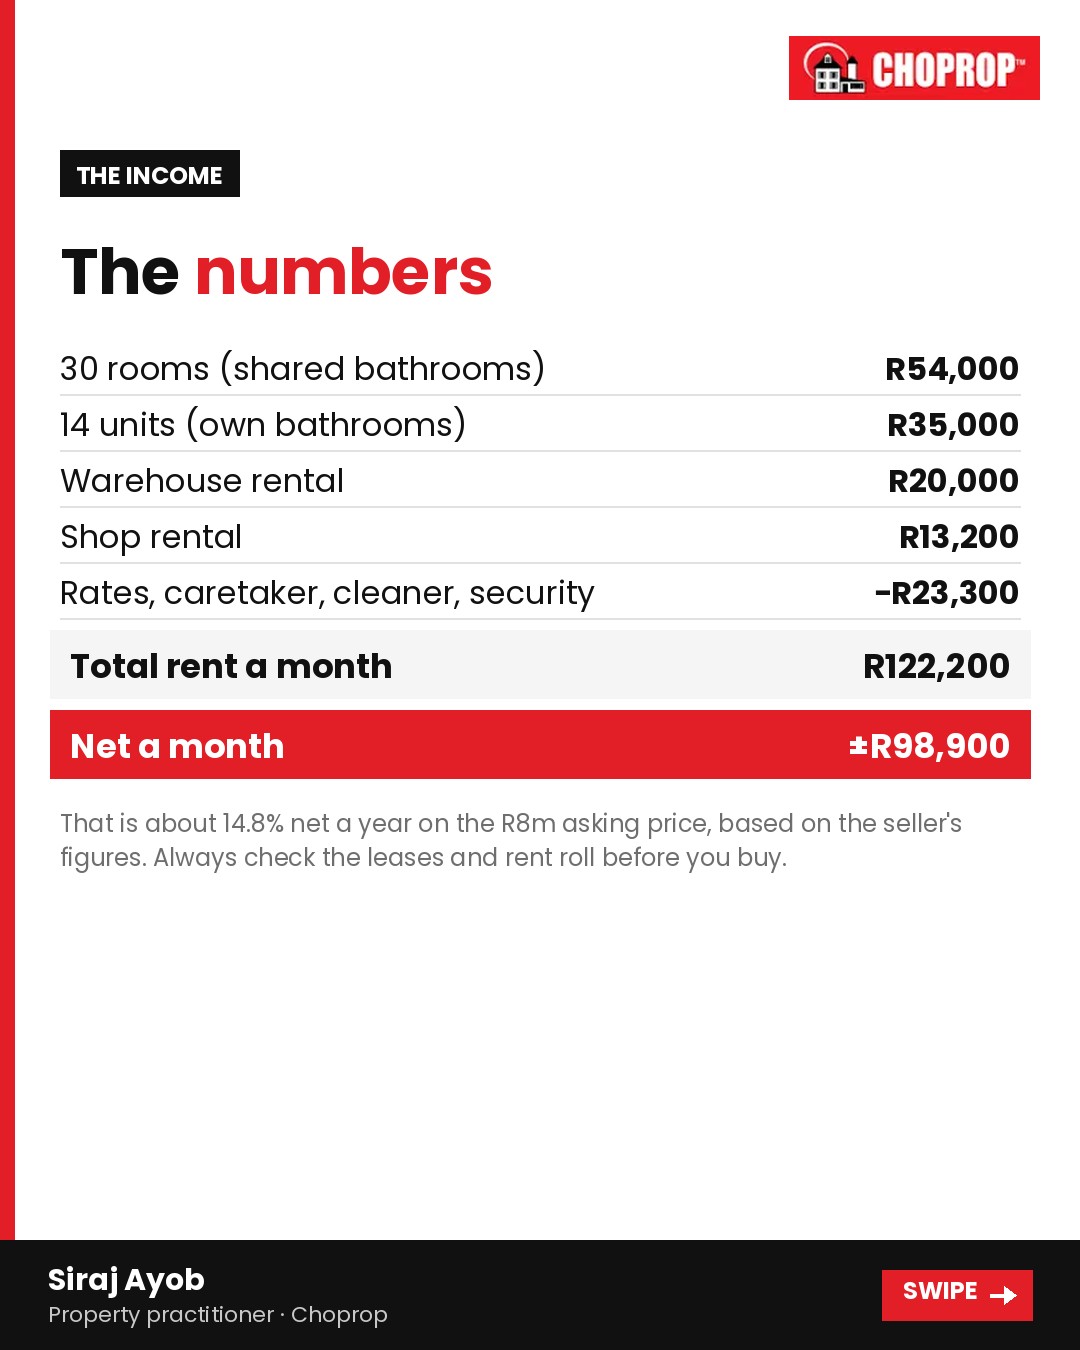 CHOPROP™
THE INCOME
The numbers
30 rooms (shared bathrooms) R54,000
14 units (own bathrooms) R35,000
Warehouse rental R20,000
Shop rental R13,200
Rates, caretaker, cleaner, security −R23,300
Total rent a month R122,200
Net a month ±R98,900
That is about 14.8% net a year on the R8m asking price, based on the seller's
figures. Always check the leases and rent roll before you buy.
Siraj Ayob
Property practitioner · Choprop
SWIPE →